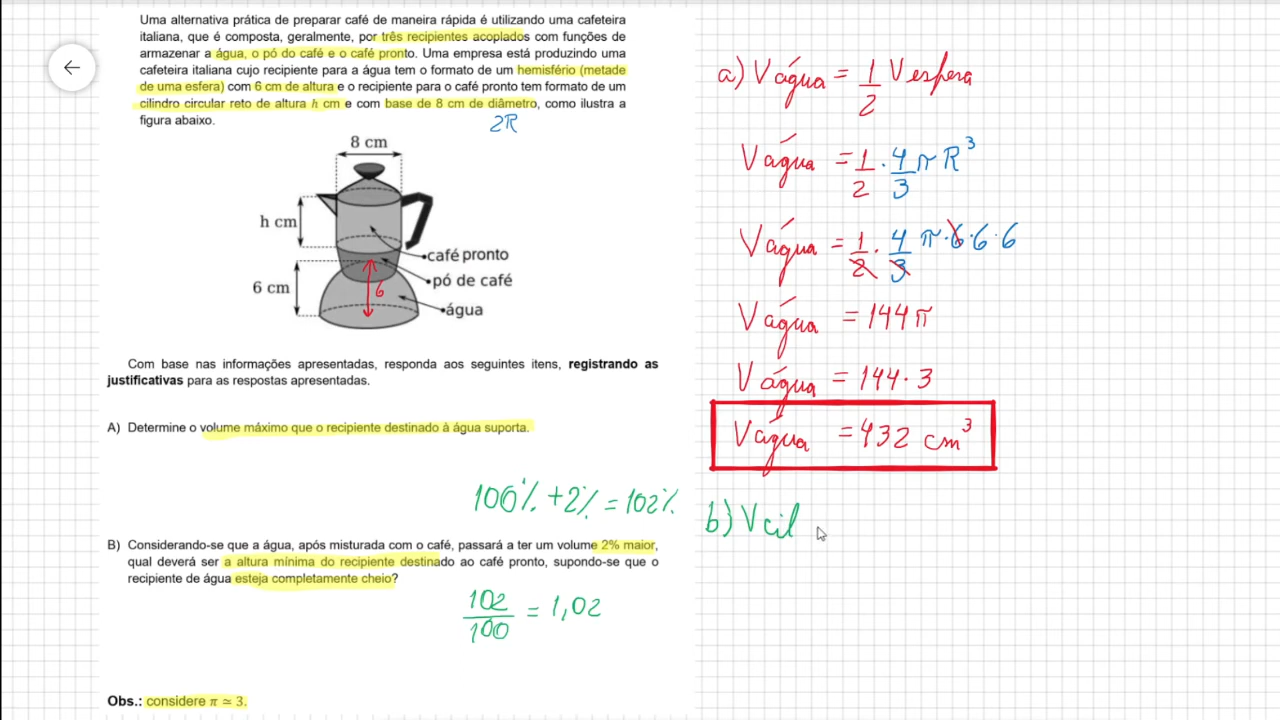 Uma alternativa prática de preparar café de maneira rápida é utilizando uma cafeteira
italiana, que é composta, geralmente, por três recipientes acoplados com funções de
armazenar a água, o pó do café e o café pronto. Uma empresa está produzindo uma
cafeteira italiana cujo recipiente para a água tem o formato de um hemisfério (metade
de uma esfera) com 6 cm de altura e o recipiente para o café pronto tem formato de um
cilindro circular reto de altura h cm e com base de 8 cm de diâmetro, como ilustra a
figura abaixo.
2R
8 cm
h cm
café pronto
6 cm
6
pó de café
água
Com base nas informações apresentadas, responda aos seguintes itens, registrando as
justificativas para as respostas apresentadas.
A) Determine o volume máximo que o recipiente destinado à água suporta.
100% + 2% = 102%
B) Considerando-se que a água, após misturada com o café, passará a ter um volume 2% maior,
qual deverá ser a altura mínima do recipiente destinado ao café pronto, supondo-se que o
recipiente de água esteja completamente cheio?
102/100 = 1,02
Obs.: considere π ≃ 3.
a) V água = 1/2 V esfera
V água = 1/2 · 4/3 π R³
V água = 1/2 · 4/3 π · 6 · 6 · 6
V água = 144 π
V água = 144 · 3
V água = 432 cm³
b) V cil